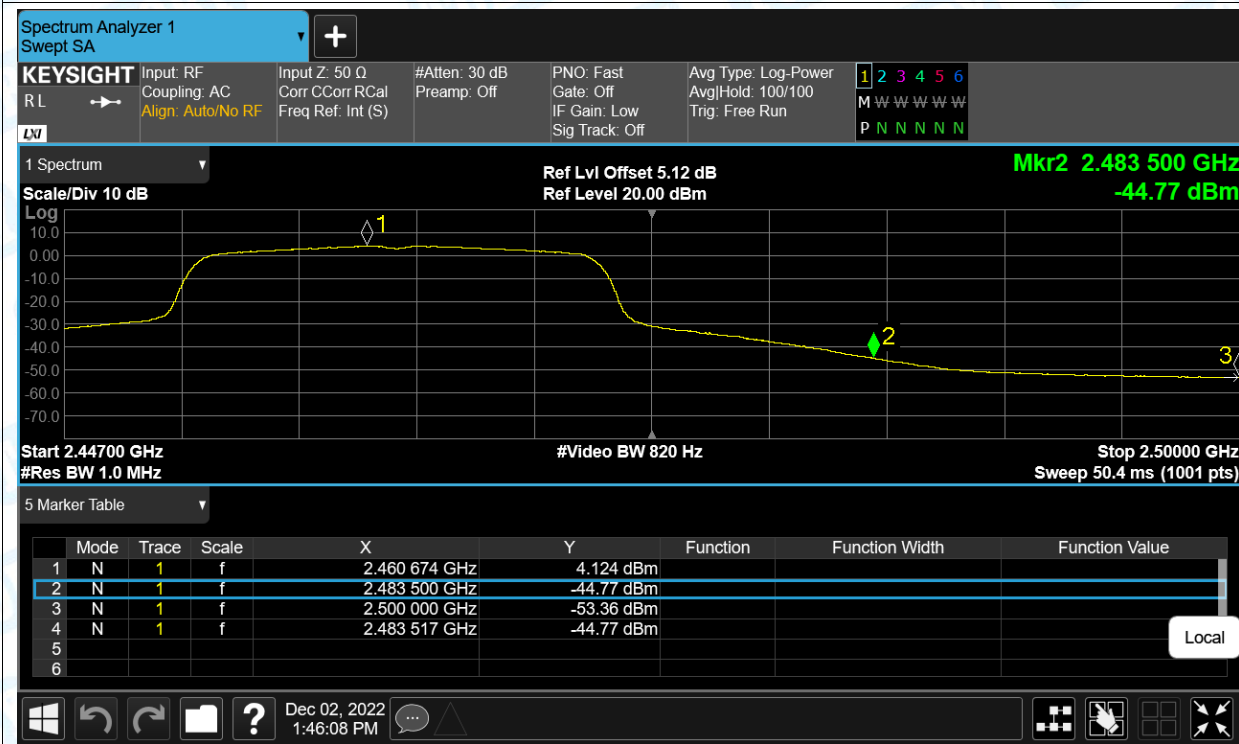 Spectrum Analyzer 1
Swept SA
KEYSIGHT
R L
LXI
Input: RF
Coupling: AC
Align: Auto/No RF
Input Z: 50 Ω
Corr CCorr RCal
Freq Ref: Int (S)
#Atten: 30 dB
Preamp: Off
PNO: Fast
Gate: Off
IF Gain: Low
Sig Track: Off
Avg Type: Log-Power
Avg|Hold: 100/100
Trig: Free Run
1 2 3 4 5 6
M W W W W W
P N N N N N
1 Spectrum
Scale/Div 10 dB
Ref Lvl Offset 5.12 dB
Ref Level 20.00 dBm
Mkr2 2.483 500 GHz
-44.77 dBm
Log
10.0
0.00
-10.0
-20.0
-30.0
-40.0
-50.0
-60.0
-70.0
1
2
3
Start 2.44700 GHz
#Res BW 1.0 MHz
#Video BW 820 Hz
Stop 2.50000 GHz
Sweep 50.4 ms (1001 pts)
5 Marker Table
Mode Trace Scale X Y Function Function Width Function Value
1 N 1 f 2.460 674 GHz 4.124 dBm
2 N 1 f 2.483 500 GHz -44.77 dBm
3 N 1 f 2.500 000 GHz -53.36 dBm
4 N 1 f 2.483 517 GHz -44.77 dBm
5
6
Local
?
Dec 02, 2022
1:46:08 PM